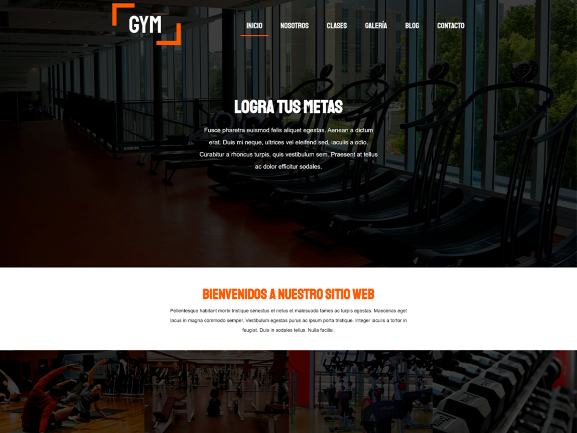 GYM
INICIO NOSOTROS CLASES GALERÍA BLOG CONTACTO
LOGRA TUS METAS
Fusce pharetra euismod felis aliquet egestas. Aenean a dictum
erat. Duis mi neque, ultrices vel eleifend sed, iaculis a odio.
Curabitur a rhoncus turpis, quis vestibulum sem. Praesent at tellus
ac dolor efficitur sodales.
BIENVENIDOS A NUESTRO SITIO WEB
Pellentesque habitant morbi tristique senectus et netus et malesuada fames ac turpis egestas. Maecenas eget
lacus in magna commodo semper. Vestibulum egestas purus ac ipsum porta tristique. Integer iaculis a tortor in
feugiat. Duis in sodales tellus. Nulla facilisi.